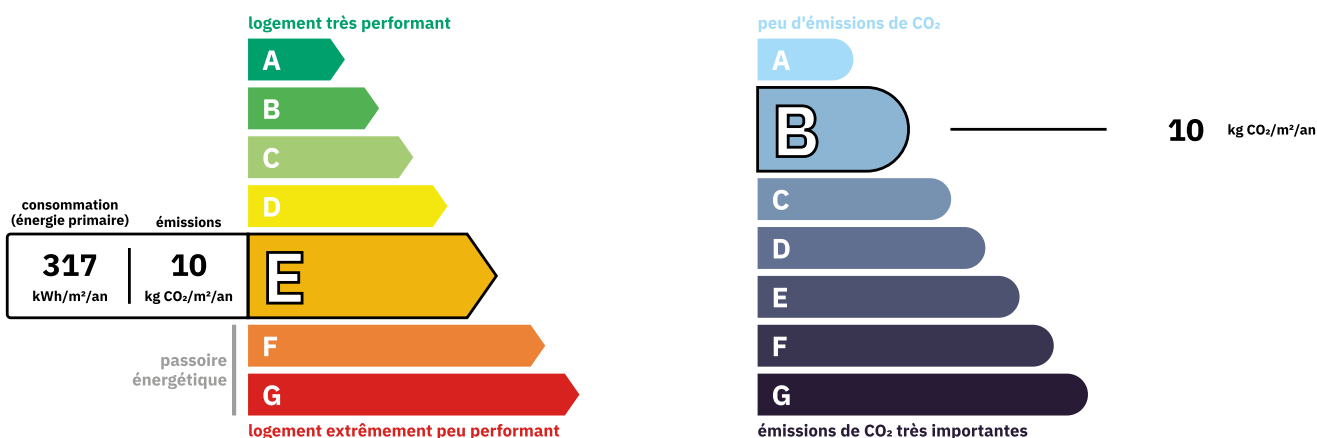 logement très performant
A
B
C
D
consommation
(énergie primaire)
émissions
317
kWh/m²/an
10
kg CO₂/m²/an
E
F
passoire
énergétique
G
logement extrêmement peu performant
peu d'émissions de CO₂
A
B
10 kg CO₂/m²/an
C
D
E
F
G
émissions de CO₂ très importantes